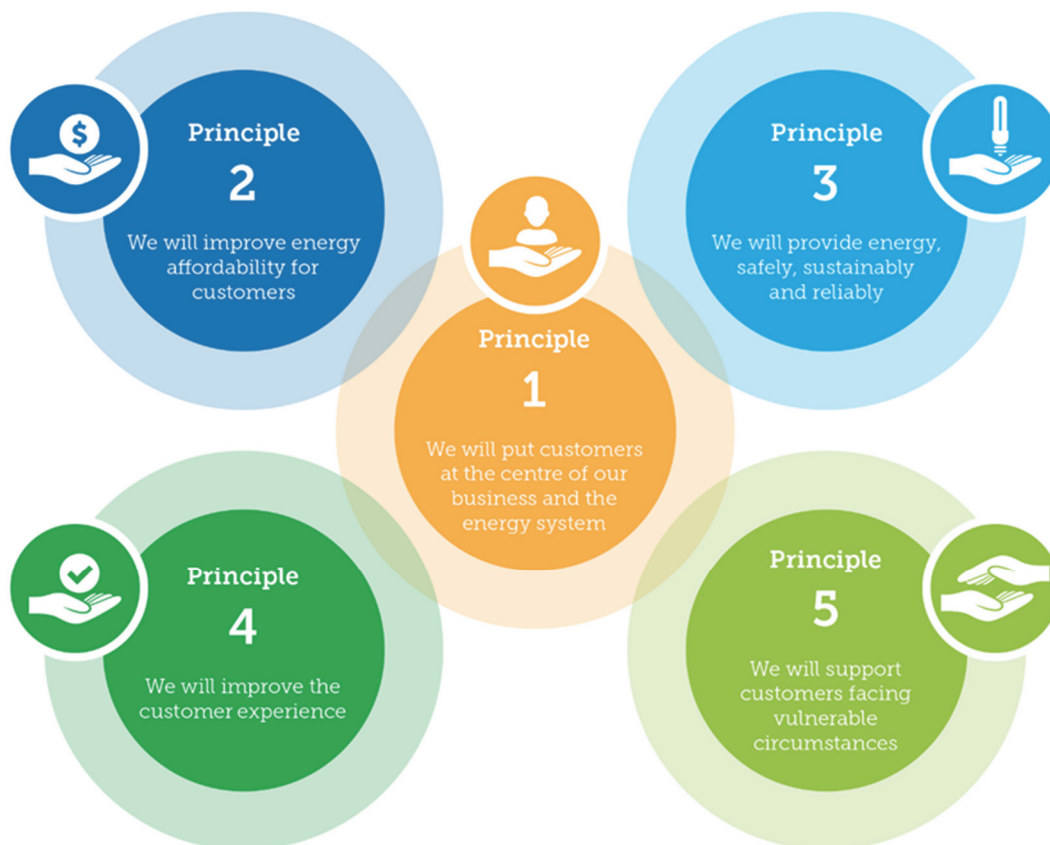 Principle
2
We will improve energy
affordability for
customers
Principle
3
We will provide energy,
safely, sustainably
and reliably
$
Principle
1
We will put customers
at the centre of our
business and the
energy system
Principle
4
We will improve the
customer experience
Principle
5
We will support
customers facing
vulnerable
circumstances